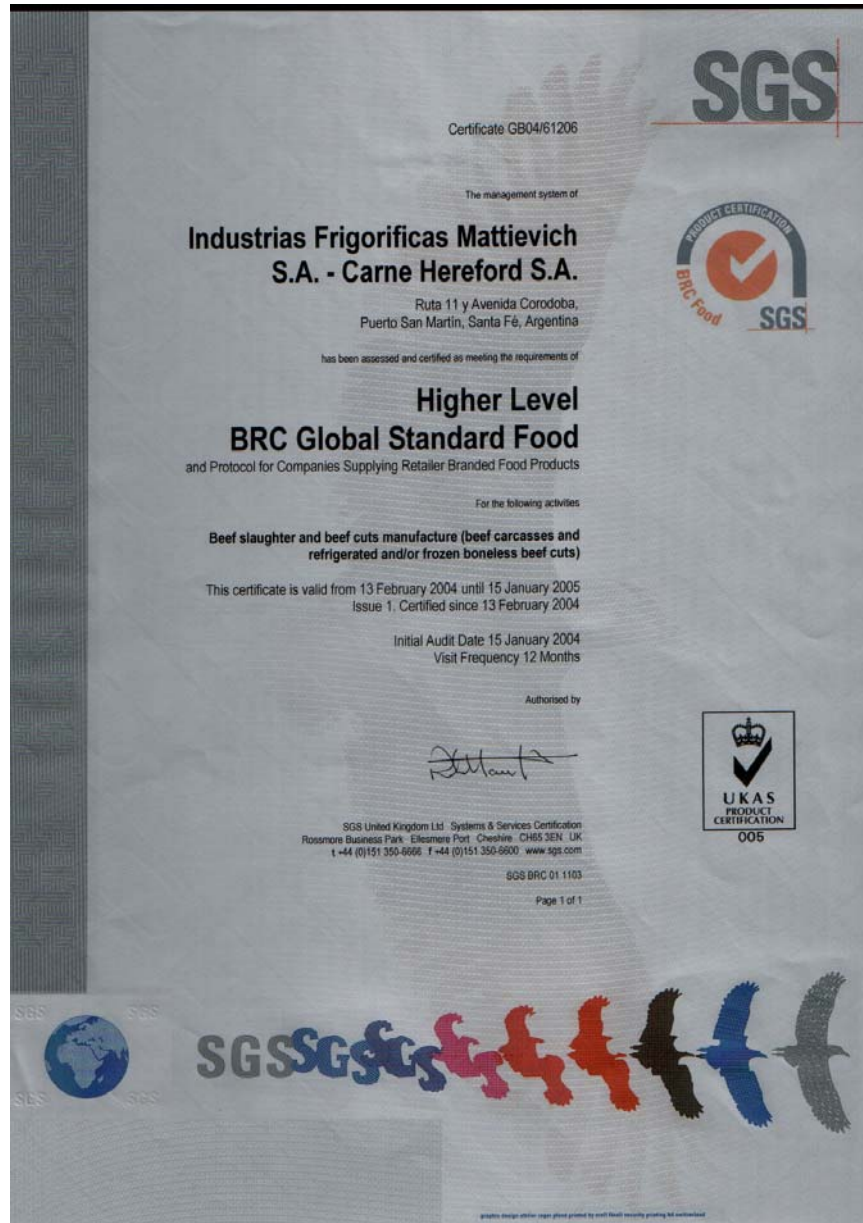 SGS
Certificate GB04/61206
The management system of
Industrias Frigorificas Mattievich
S.A. - Carne Hereford S.A.
Ruta 11 y Avenida Corodoba,
Puerto San Martin, Santa Fé, Argentina
has been assessed and certified as meeting the requirements of
PRODUCT CERTIFICATION
BRC Food
SGS
Higher Level
BRC Global Standard Food
and Protocol for Companies Supplying Retailer Branded Food Products
For the following activities
Beef slaughter and beef cuts manufacture (beef carcasses and
refrigerated and/or frozen boneless beef cuts)
This certificate is valid from 13 February 2004 until 15 January 2005
Issue 1. Certified since 13 February 2004
Initial Audit Date 15 January 2004
Visit Frequency 12 Months
Authorised by
UKAS
PRODUCT
CERTIFICATION
005
SGS United Kingdom Ltd Systems & Services Certification
Rossmore Business Park Ellesmere Port Cheshire CH65 3EN UK
t +44 (0)151 350-6666 f +44 (0)151 350-6600 www.sgs.com
SGS BRC 01 1103
Page 1 of 1
SGS SGS
SGS SGS
SGS SGS SGS